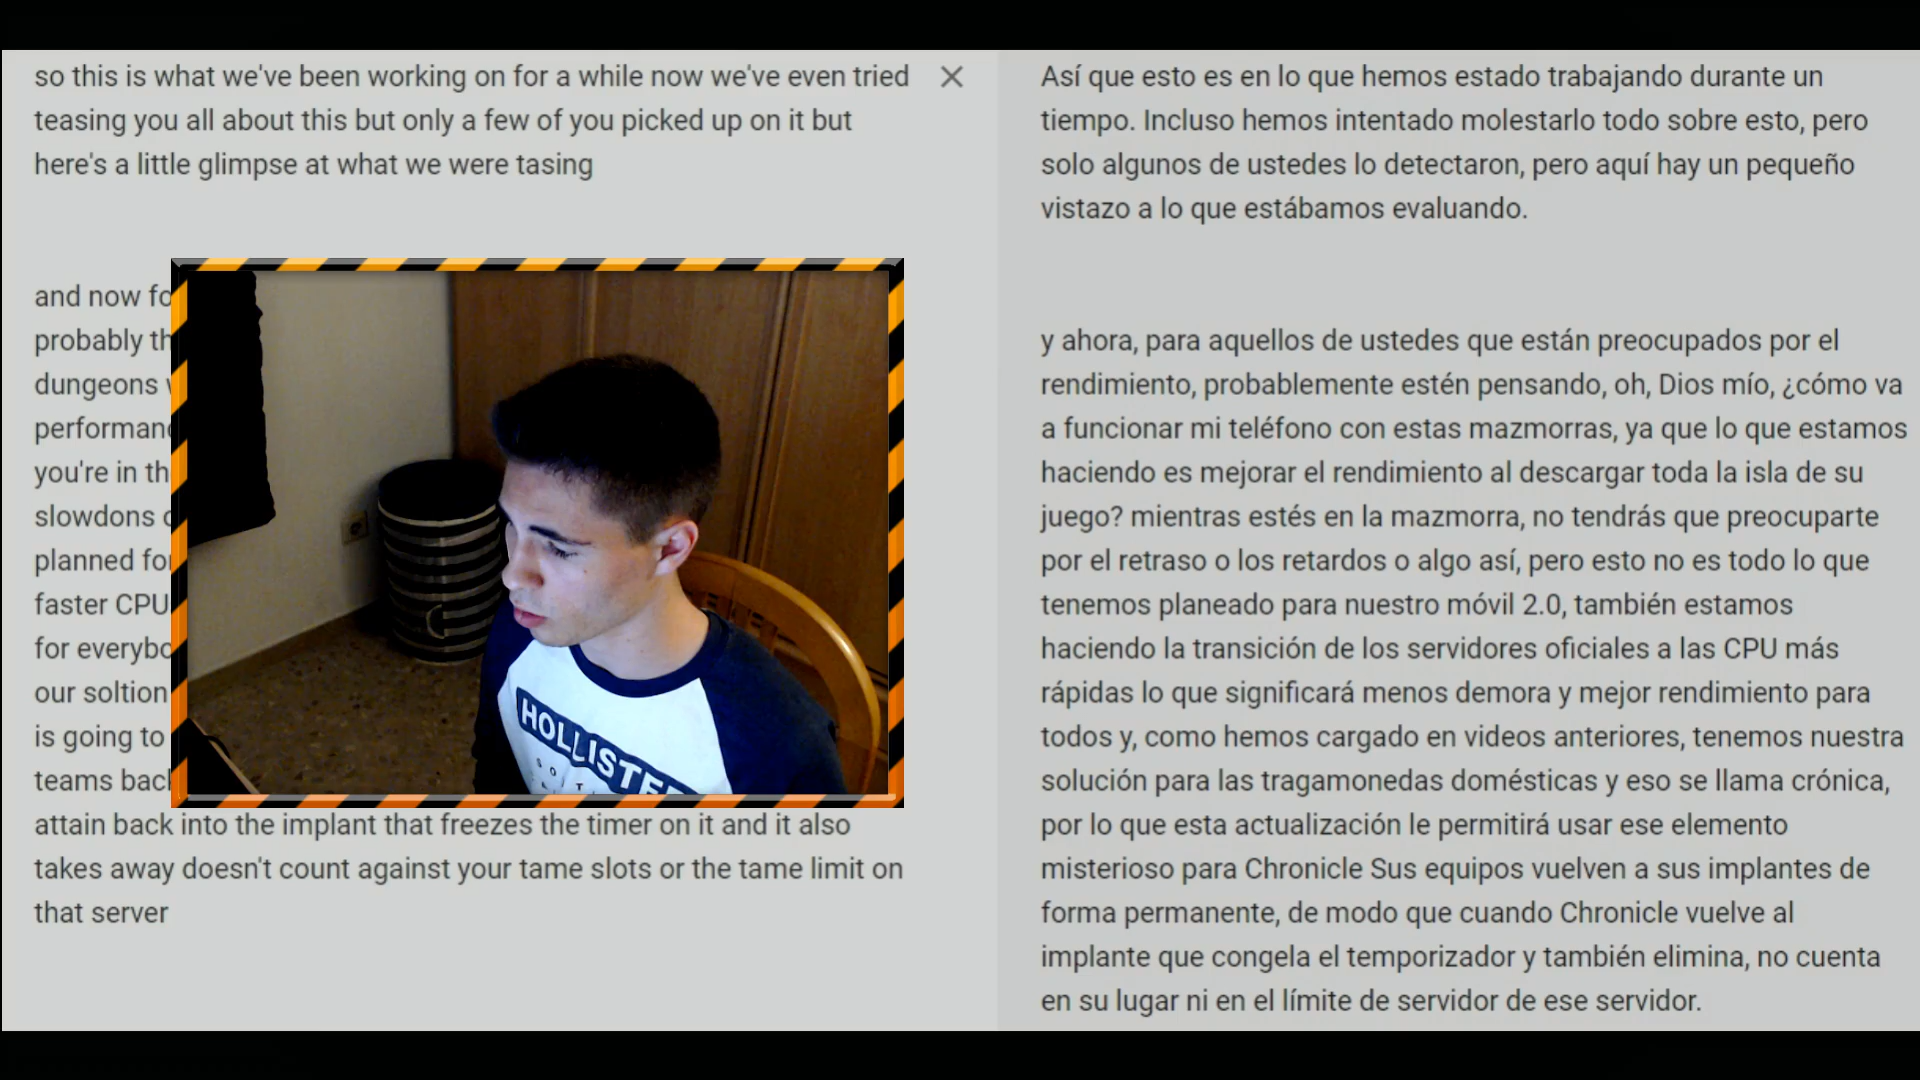 so this is what we've been working on for a while now we've even tried
teasing you all about this but only a few of you picked up on it but
here's a little glimpse at what we were tasing
and now
probably
dungeons
you're in
planned
faster CPU
for
our soltion
is going to
teams
attain back into the implant that freezes the timer on it and it also
takes away doesn't count against your tame slots or the tame limit on
that server
HOLLISTER
Así que esto es en lo que hemos estado trabajando durante un
tiempo. Incluso hemos intentado molestarlo todo sobre esto, pero
solo algunos de ustedes lo detectaron, pero aquí hay un pequeño
vistazo a lo que estábamos evaluando.
y ahora, para aquellos de ustedes que están preocupados por el
rendimiento, probablemente estén pensando, oh, Dios mío, ¿cómo va
a funcionar mi teléfono con estas mazmorras, ya que lo que estamos
haciendo es mejorar el rendimiento al descargar toda la isla de su
juego? mientras estés en la mazmorra, no tendrás que preocuparte
por el retraso o los retardos o algo así, pero esto no es todo lo que
tenemos planeado para nuestro móvil 2.0, también estamos
haciendo la transición de los servidores oficiales a las CPU más
rápidas lo que significará menos demora y mejor rendimiento para
todos y, como hemos cargado en videos anteriores, tenemos nuestra
solución para las tragamonedas domésticas y eso se llama crónica,
por lo que esta actualización le permitirá usar ese elemento
misterioso para Chronicle Sus equipos vuelven a sus implantes de
forma permanente, de modo que cuando Chronicle vuelve al
implante que congela el temporizador y también elimina, no cuenta
en su lugar ni en el límite de servidor de ese servidor.